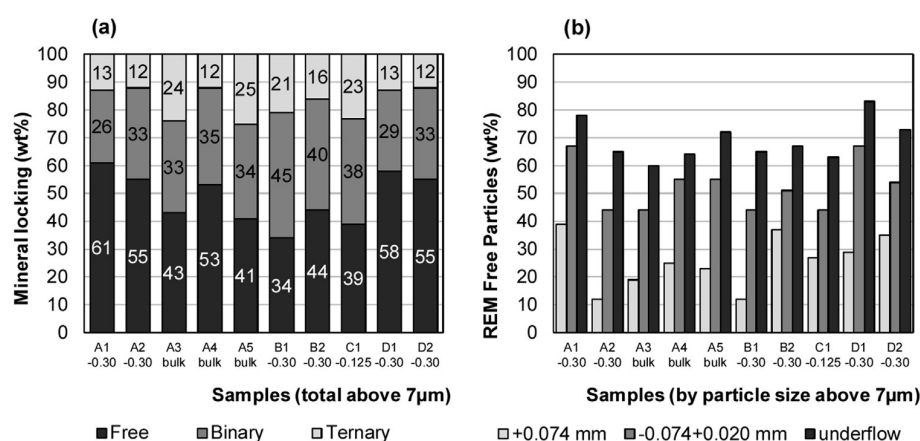 (a)
Mineral locking (wt%)
100
90
80
70
60
50
40
30
20
10
0
13 12 24 12 25 21 16 23 13 12
26 33 33 35 34 45 40 38 29 33
61 55 43 53 41 34 44 39 58 55
A1 A2 A3 A4 A5 B1 B2 C1 D1 D2
-0.30 -0.30 bulk bulk bulk -0.30 -0.30 -0.125 -0.30 -0.30
Samples (total above 7µm)
Free Binary Ternary
(b)
REM Free Particles (wt%)
100
90
80
70
60
50
40
30
20
10
0
A1 A2 A3 A4 A5 B1 B2 C1 D1 D2
-0.30 -0.30 bulk bulk bulk -0.30 -0.30 -0.125 -0.30 -0.30
Samples (by particle size above 7µm)
+0.074 mm -0.074+0.020 mm underflow